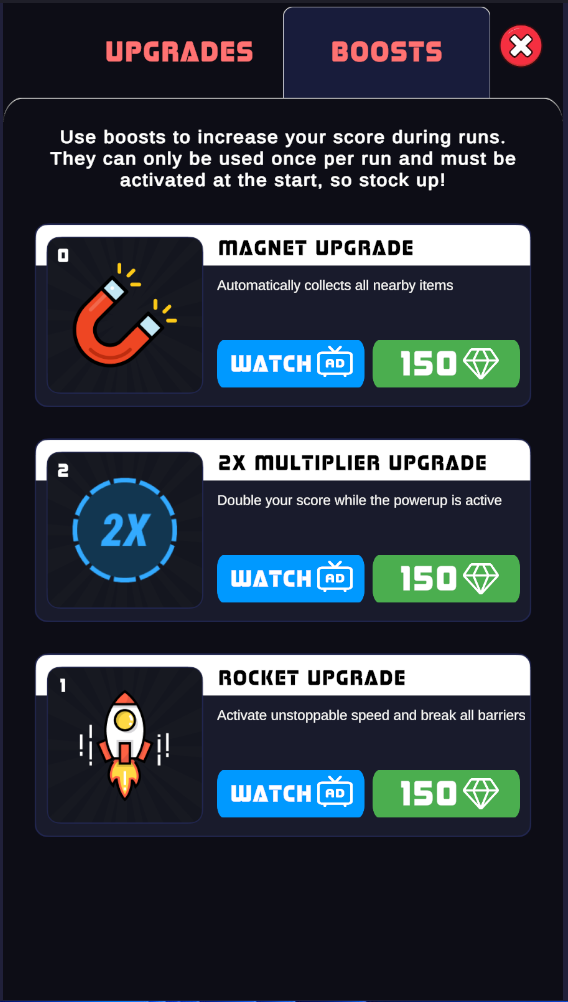 UPGRADES
BOOSTS
Use boosts to increase your score during runs.
They can only be used once per run and must be
activated at the start, so stock up!
0
MAGNET UPGRADE
Automatically collects all nearby items
WATCH AD
150
2
2X MULTIPLIER UPGRADE
2X
Double your score while the powerup is active
WATCH AD
150
1
ROCKET UPGRADE
Activate unstoppable speed and break all barriers
WATCH AD
150